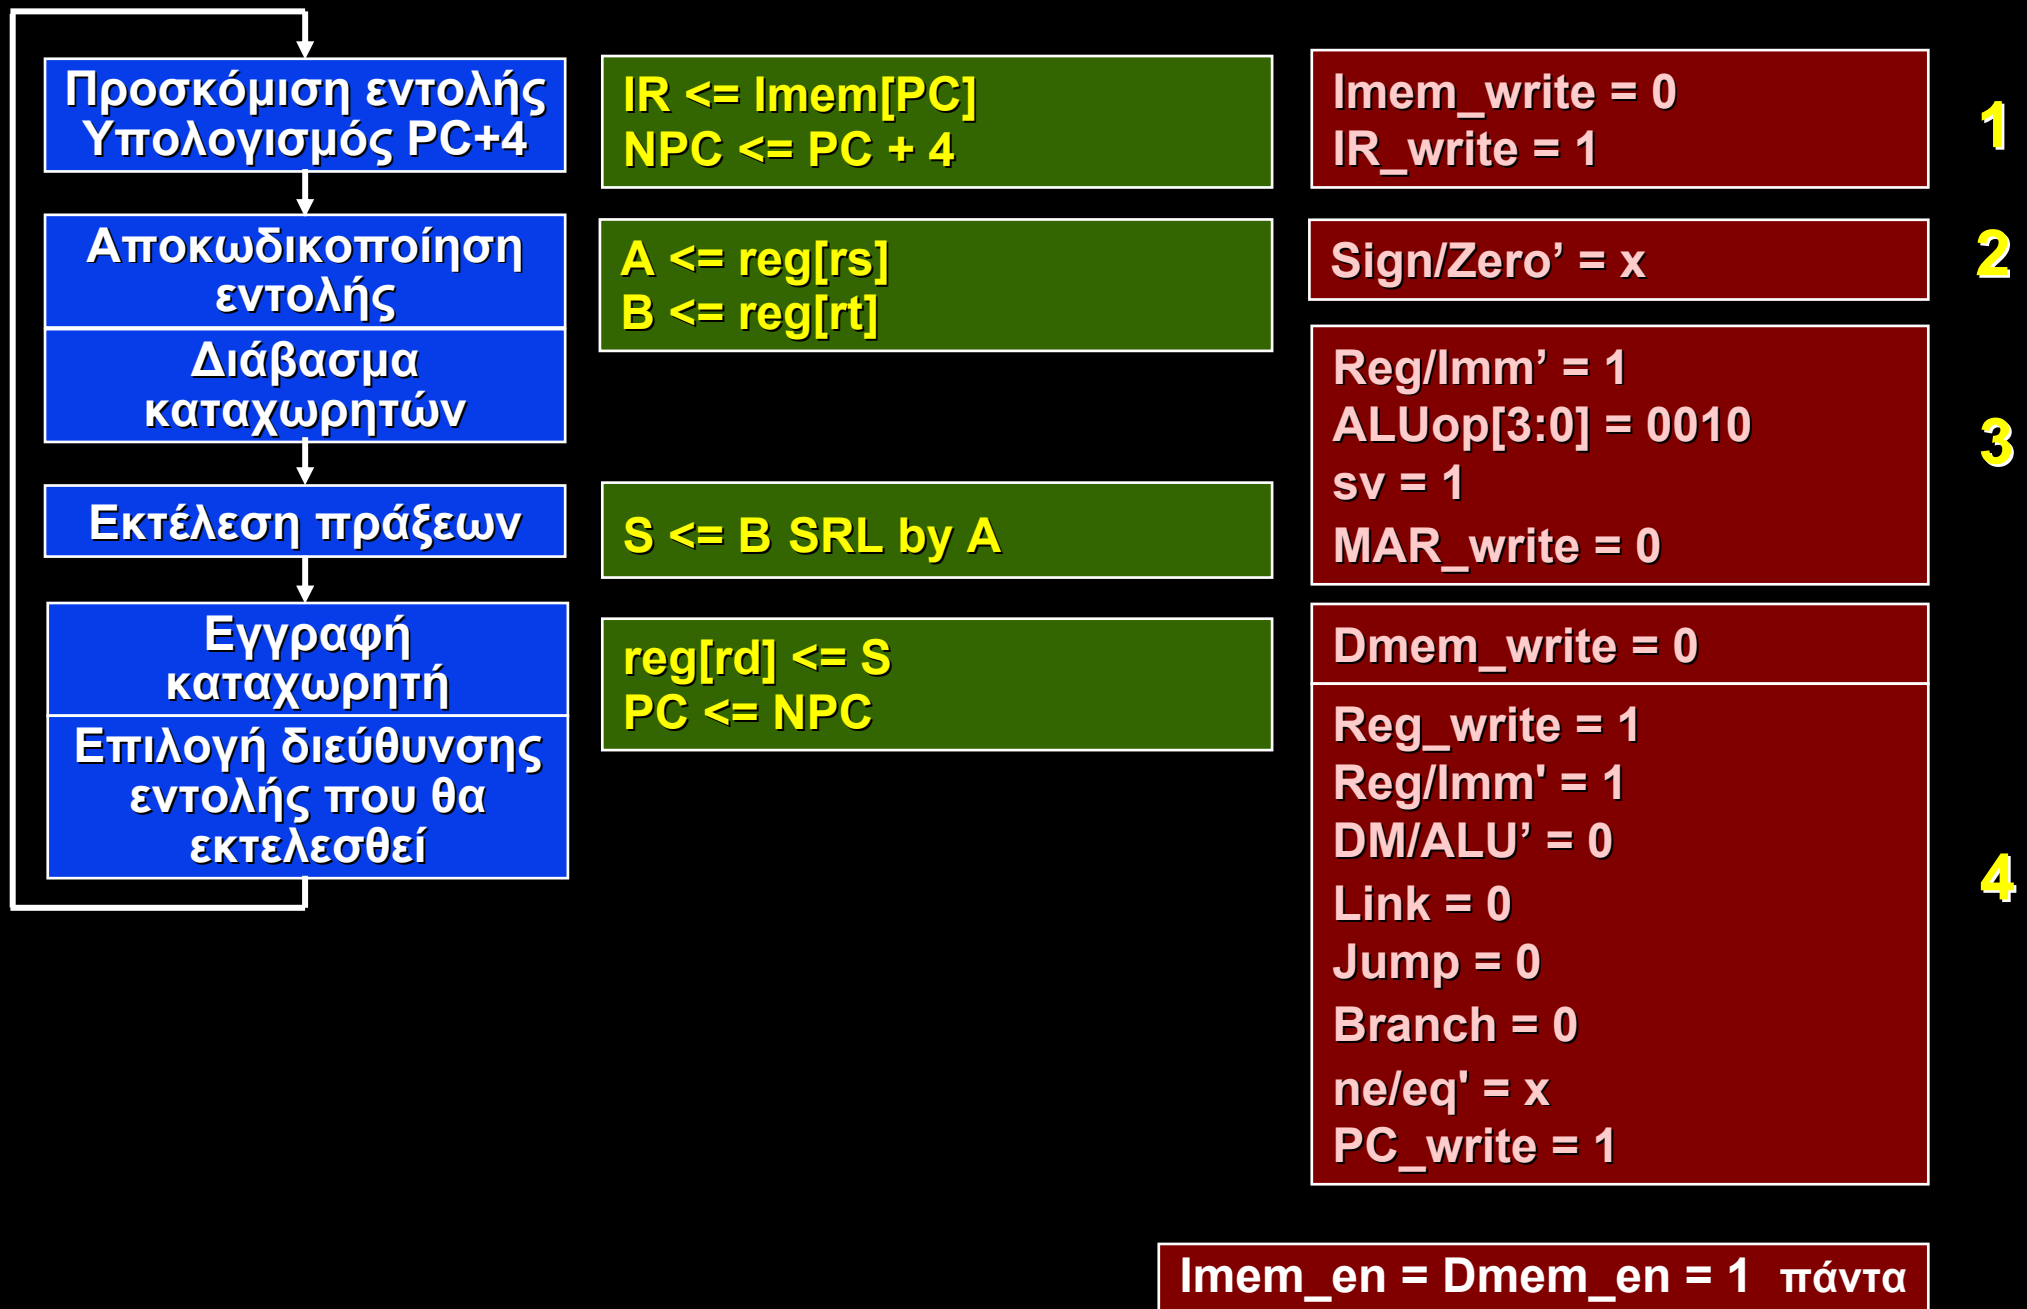 Προσκόμιση εντολής
Υπολογισμός PC+4
IR <= Imem[PC]
NPC <= PC + 4
Imem_write = 0
IR_write = 1
1
Αποκωδικοποίηση
εντολής
Διάβασμα
καταχωρητών
A <= reg[rs]
B <= reg[rt]
Sign/Zero’ = x
2
Reg/Imm’ = 1
ALUop[3:0] = 0010
sv = 1
MAR_write = 0
3
Εκτέλεση πράξεων
S <= B SRL by A
Εγγραφή
καταχωρητή
Επιλογή διεύθυνσης
εντολής που θα
εκτελεσθεί
reg[rd] <= S
PC <= NPC
Dmem_write = 0
Reg_write = 1
Reg/Imm' = 1
DM/ALU’ = 0
Link = 0
Jump = 0
Branch = 0
ne/eq' = x
PC_write = 1
4
Imem_en = Dmem_en = 1 πάντα